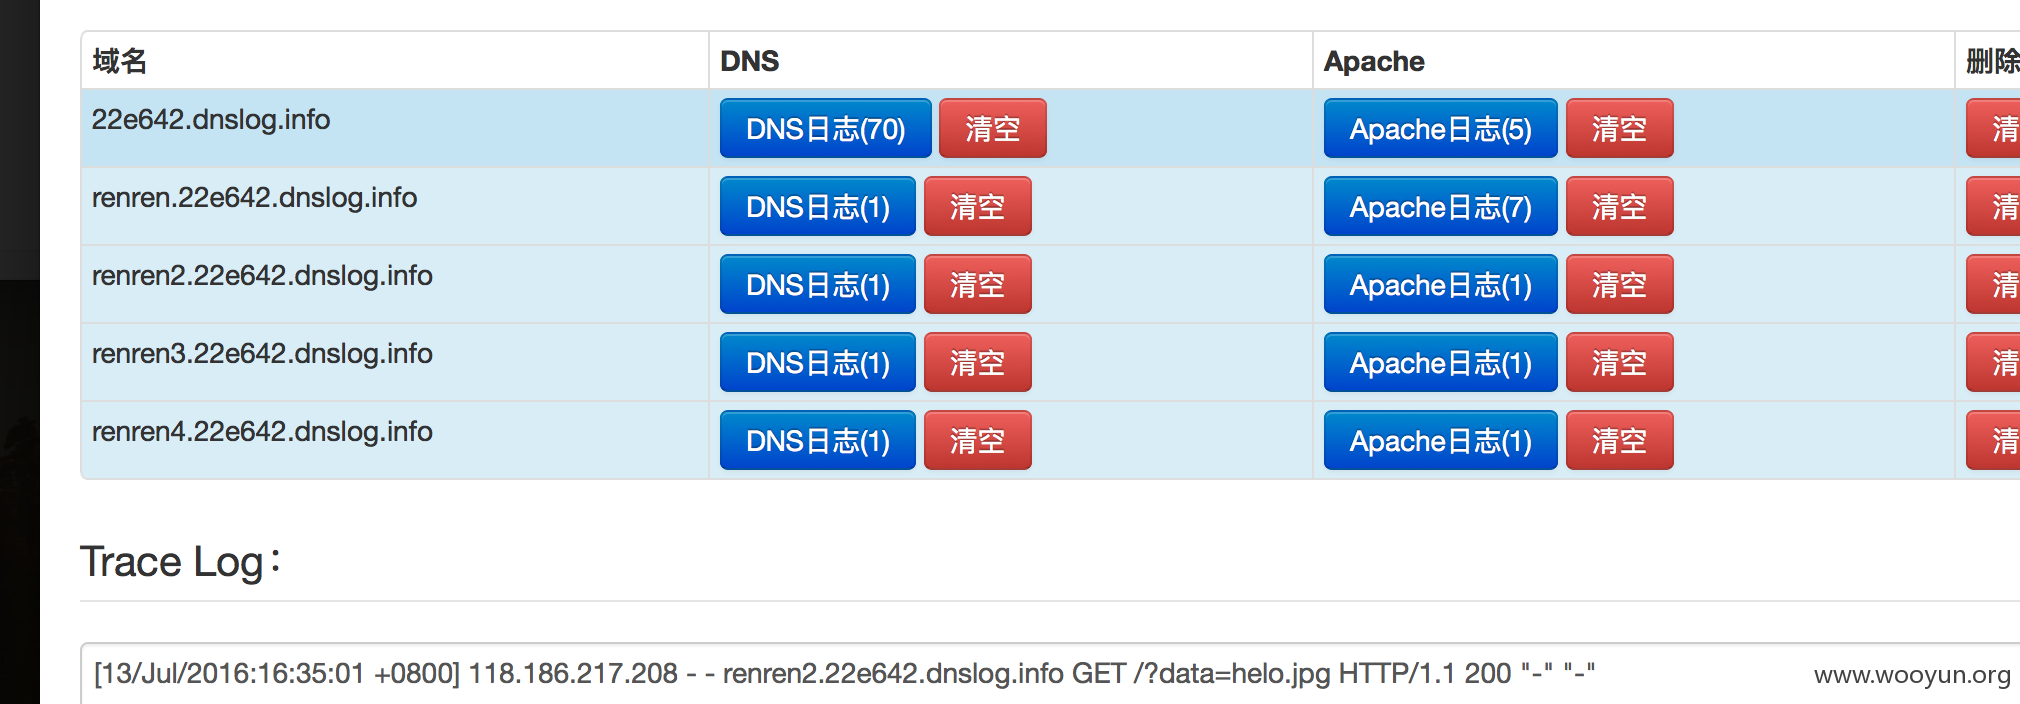 域名 DNS Apache 删除
22e642.dnslog.info DNS日志(70) 清空 Apache日志(5) 清空 清
renren.22e642.dnslog.info DNS日志(1) 清空 Apache日志(7) 清空 清
renren2.22e642.dnslog.info DNS日志(1) 清空 Apache日志(1) 清空 清
renren3.22e642.dnslog.info DNS日志(1) 清空 Apache日志(1) 清空 清
renren4.22e642.dnslog.info DNS日志(1) 清空 Apache日志(1) 清空 清
Trace Log：
[13/Jul/2016:16:35:01 +0800] 118.186.217.208 - - renren2.22e642.dnslog.info GET /?data=helo.jpg HTTP/1.1 200 "-" "-"
www.wooyun.org